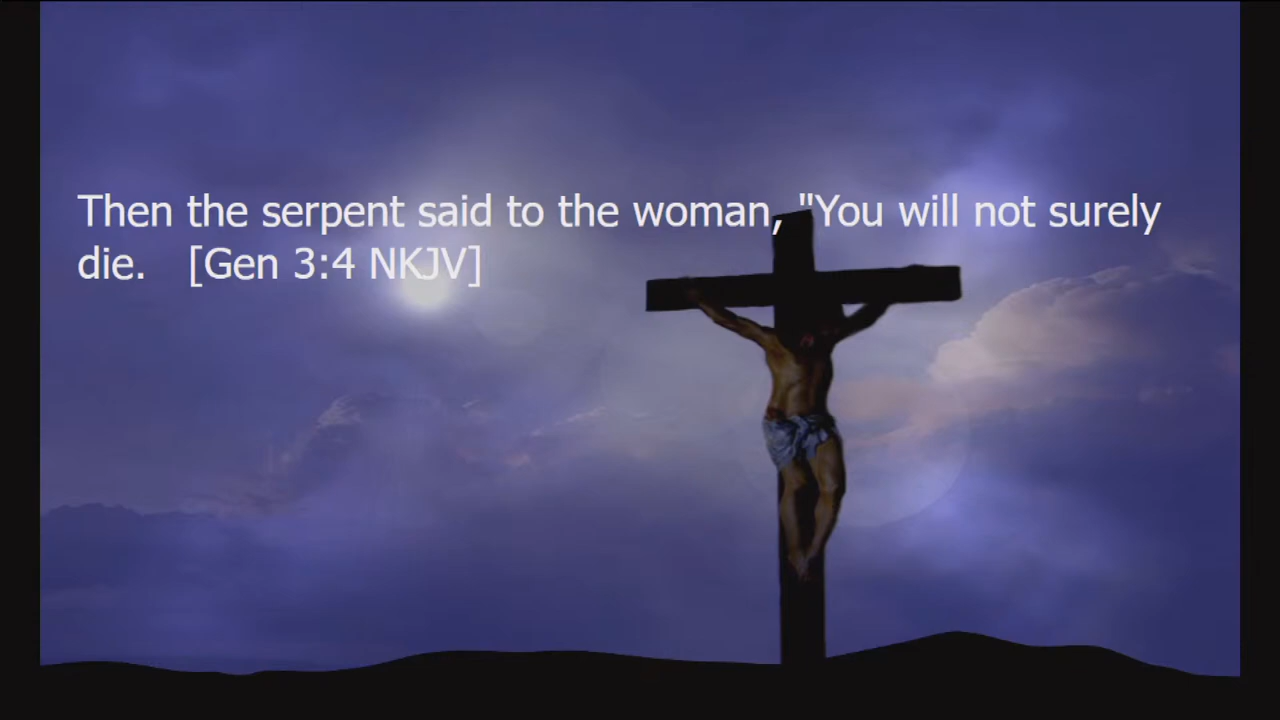 Then the serpent said to the woman, "You will not surely
die.   [Gen 3:4 NKJV]